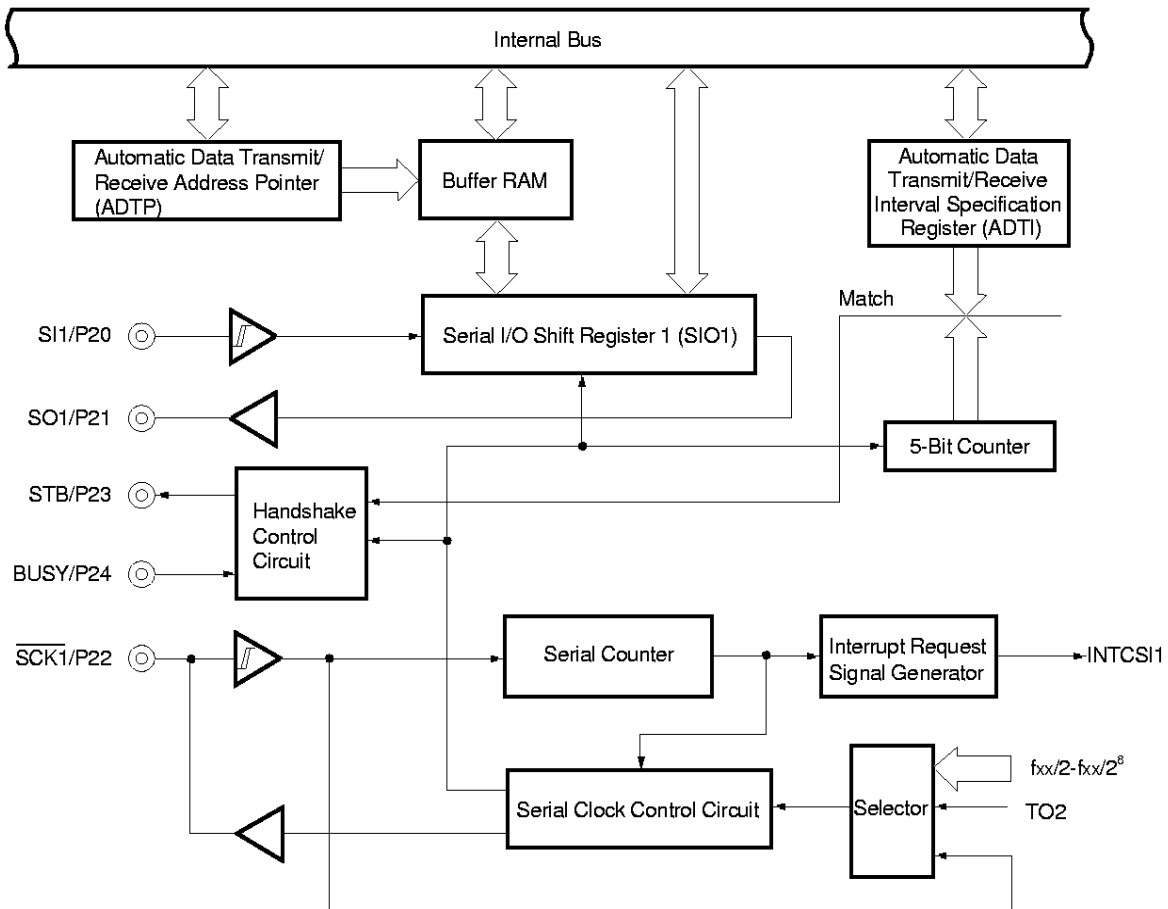 Internal Bus
Automatic Data Transmit/
Receive Address Pointer
(ADTP)
Buffer RAM
Automatic Data
Transmit/Receive
Interval Specification
Register (ADTI)
Match
SI1/P20
Serial I/O Shift Register 1 (SIO1)
SO1/P21
5-Bit Counter
STB/P23
Handshake
Control
Circuit
BUSY/P24
S̅C̅K̅1̅/P22
Serial Counter
Interrupt Request
Signal Generator
INTCSI1
fxx/2-fxx/2⁸
Serial Clock Control Circuit
Selector
TO2